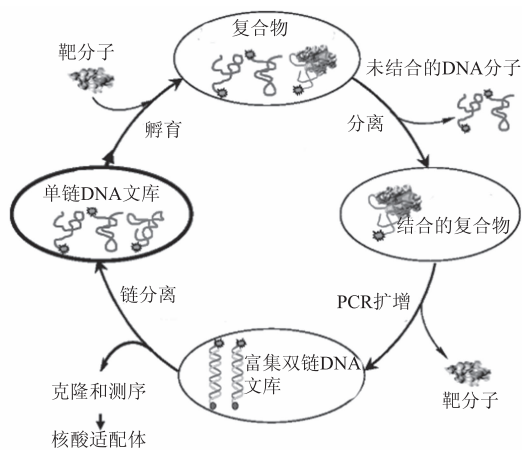 复合物
靶分子
未结合的DNA分子
孵育
分离
单链DNA文库
结合的复合物
链分离
PCR扩增
富集双链DNA
文库
克隆和测序
靶分子
核酸适配体